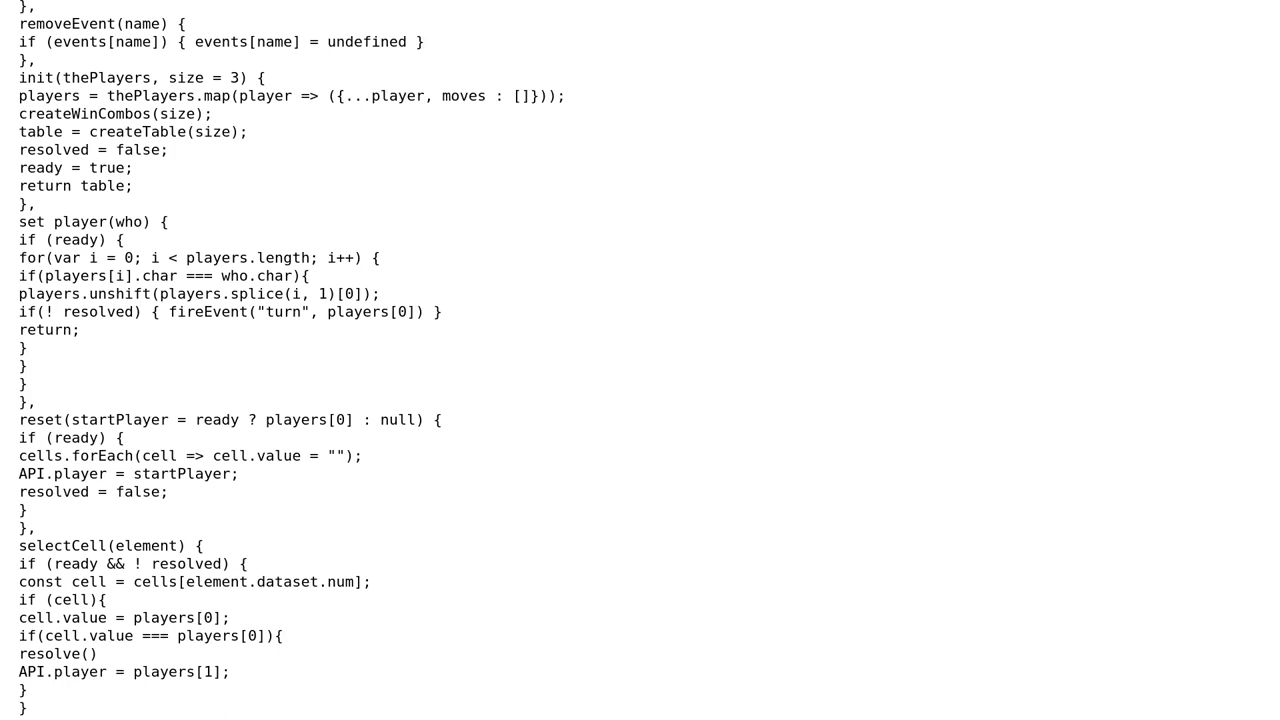 },
removeEvent(name) {
if (events[name]) { events[name] = undefined }
},
init(thePlayers, size = 3) {
players = thePlayers.map(player => ({...player, moves : []}));
createWinCombos(size);
table = createTable(size);
resolved = false;
ready = true;
return table;
},
set player(who) {
if (ready) {
for(var i = 0; i < players.length; i++) {
if(players[i].char === who.char){
players.unshift(players.splice(i, 1)[0]);
if(! resolved) { fireEvent("turn", players[0]) }
return;
}
}
}
},
reset(startPlayer = ready ? players[0] : null) {
if (ready) {
cells.forEach(cell => cell.value = "");
API.player = startPlayer;
resolved = false;
}
},
selectCell(element) {
if (ready && ! resolved) {
const cell = cells[element.dataset.num];
if (cell){
cell.value = players[0];
if(cell.value === players[0]){
resolve()
API.player = players[1];
}
}